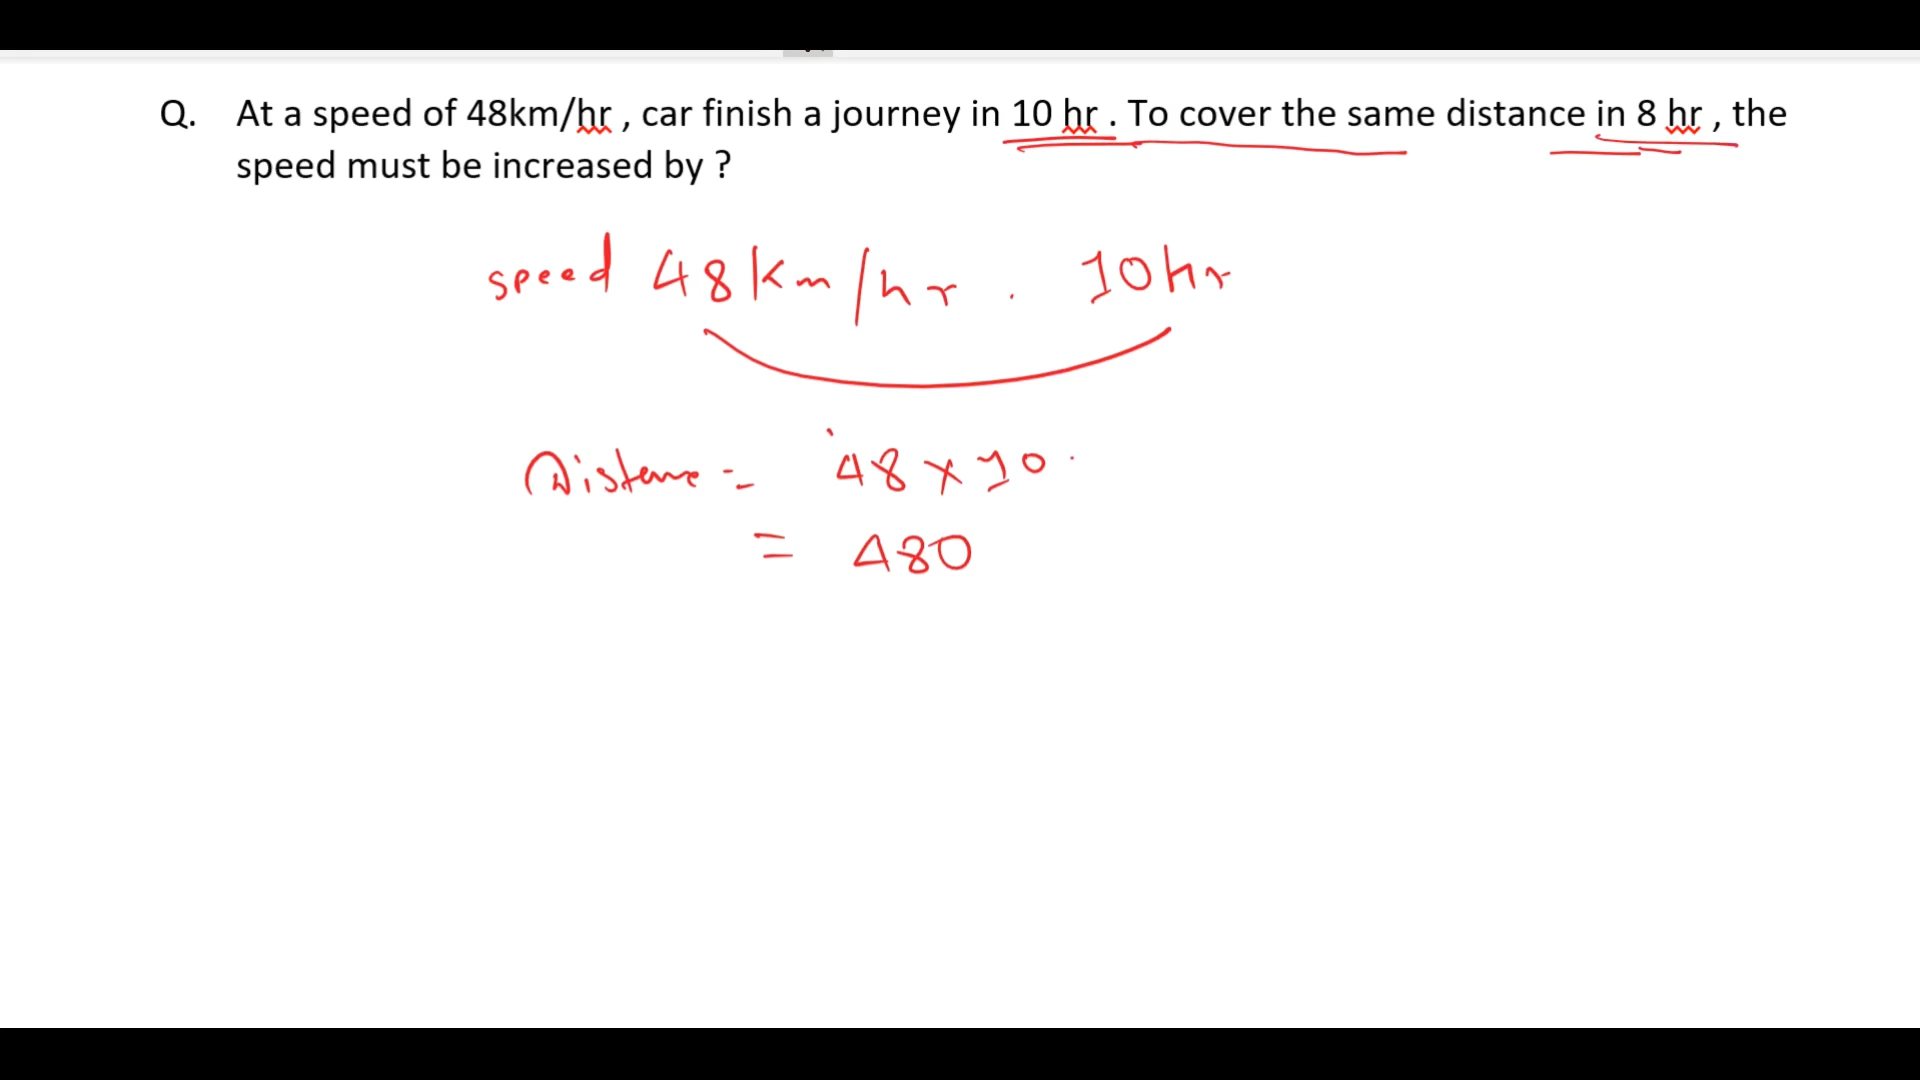 Q. At a speed of 48km/hr , car finish a journey in 10 hr . To cover the same distance in 8 hr , the
speed must be increased by ?
speed 48km/hr . 10hr
Distance = 48 x 10
= 480